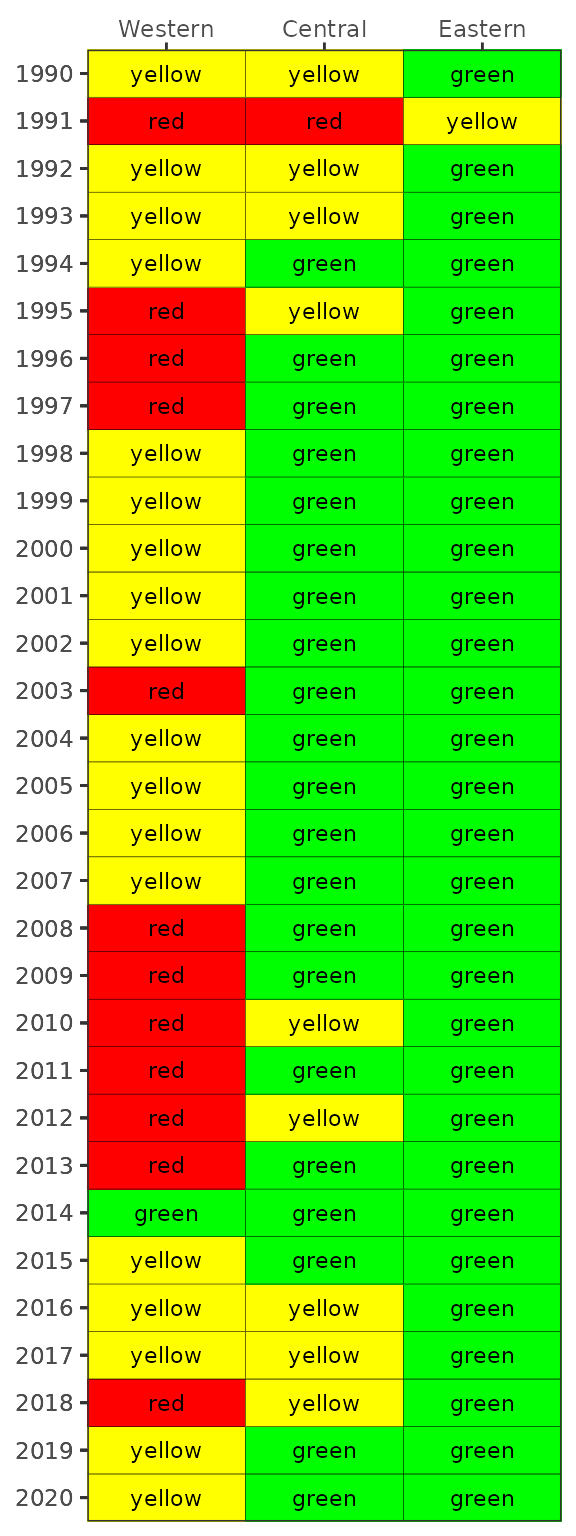 Western Central Eastern
1990 yellow yellow green
1991 red red yellow
1992 yellow yellow green
1993 yellow yellow green
1994 yellow green green
1995 red yellow green
1996 red green green
1997 red green green
1998 yellow green green
1999 yellow green green
2000 yellow green green
2001 yellow green green
2002 yellow green green
2003 red green green
2004 yellow green green
2005 yellow green green
2006 yellow green green
2007 yellow green green
2008 red green green
2009 red green green
2010 red yellow green
2011 red green green
2012 red yellow green
2013 red green green
2014 green green green
2015 yellow green green
2016 yellow yellow green
2017 yellow yellow green
2018 red yellow green
2019 yellow green green
2020 yellow green green